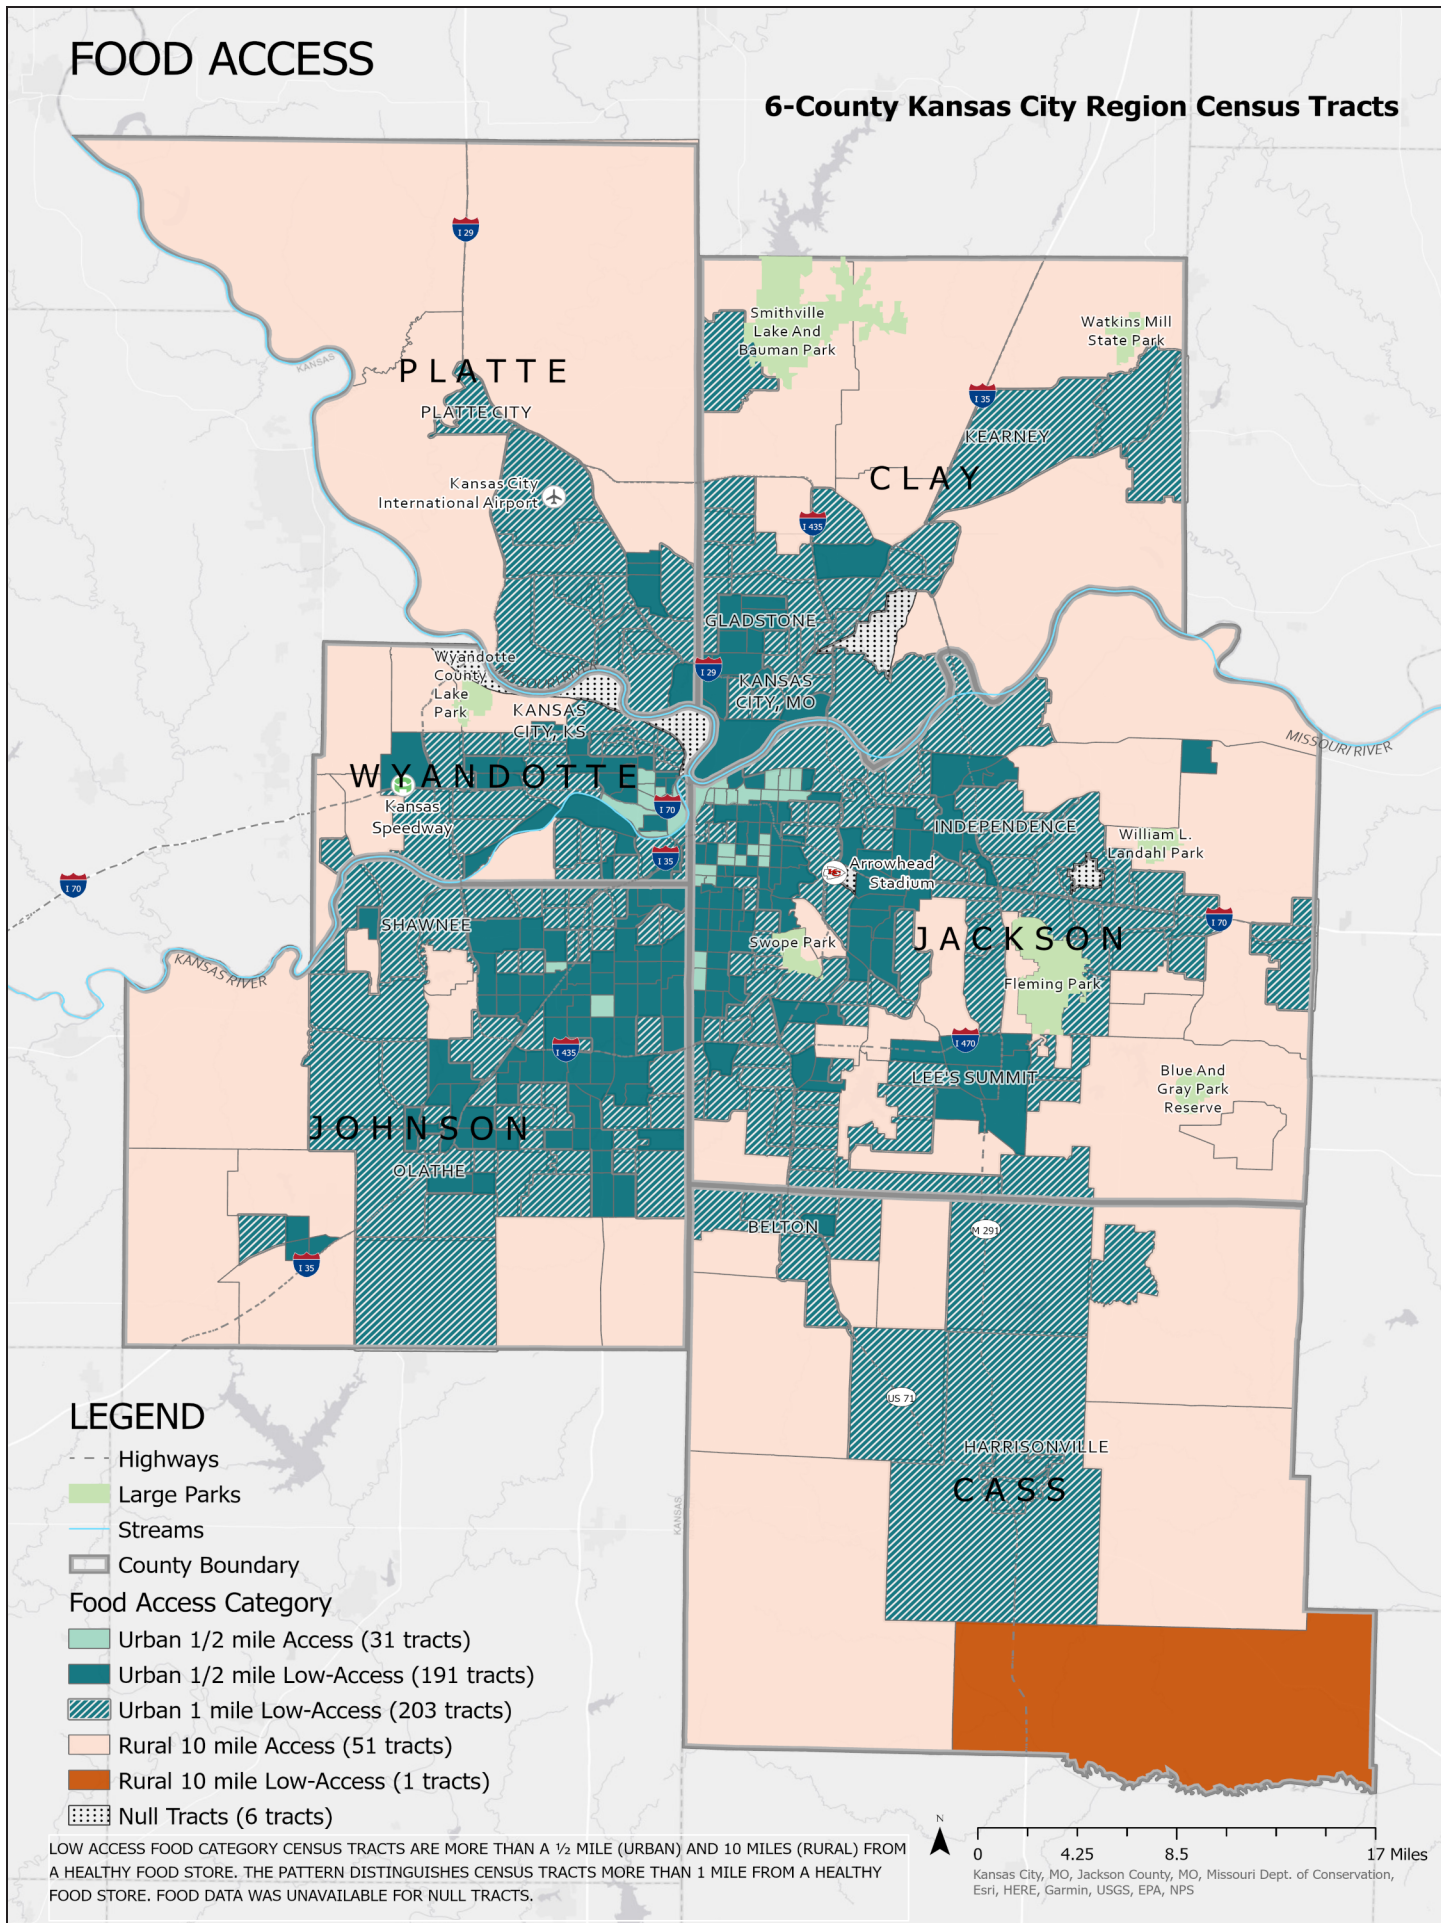 FOOD ACCESS
6-County Kansas City Region Census Tracts
I 29
Smithville
Lake And
Bauman Park
Watkins Mill
State Park
KANSAS
PLATTE
PLATTE CITY
I 35
KEARNEY
CLAY
Kansas City
International Airport
I 435
GLADSTONE
Wyandotte
County
Lake
Park
MISSOURI RIVER
I 29
KANSAS
CITY, MO
KANSAS
CITY, KS
MISSOURI RIVER
WYANDOTTE
Kansas
Speedway
I 70
INDEPENDENCE
William L.
Landahl Park
I 35
Arrowhead
Stadium
I 70
SHAWNEE
I 70
Swope Park
JACKSON
KANSAS RIVER
Fleming Park
I 435
I 470
LEE'S SUMMIT
Blue And
Gray Park
Reserve
JOHNSON
OLATHE
BELTON
M 291
I 35
US 71
HARRISONVILLE
CASS
KANSAS
LEGEND
Highways
Large Parks
Streams
County Boundary
Food Access Category
Urban 1/2 mile Access (31 tracts)
Urban 1/2 mile Low-Access (191 tracts)
Urban 1 mile Low-Access (203 tracts)
Rural 10 mile Access (51 tracts)
Rural 10 mile Low-Access (1 tracts)
Null Tracts (6 tracts)
LOW ACCESS FOOD CATEGORY CENSUS TRACTS ARE MORE THAN A ½ MILE (URBAN) AND 10 MILES (RURAL) FROM
A HEALTHY FOOD STORE. THE PATTERN DISTINGUISHES CENSUS TRACTS MORE THAN 1 MILE FROM A HEALTHY
FOOD STORE. FOOD DATA WAS UNAVAILABLE FOR NULL TRACTS.
N
0 4.25 8.5 17 Miles
Kansas City, MO, Jackson County, MO, Missouri Dept. of Conservation,
Esri, HERE, Garmin, USGS, EPA, NPS